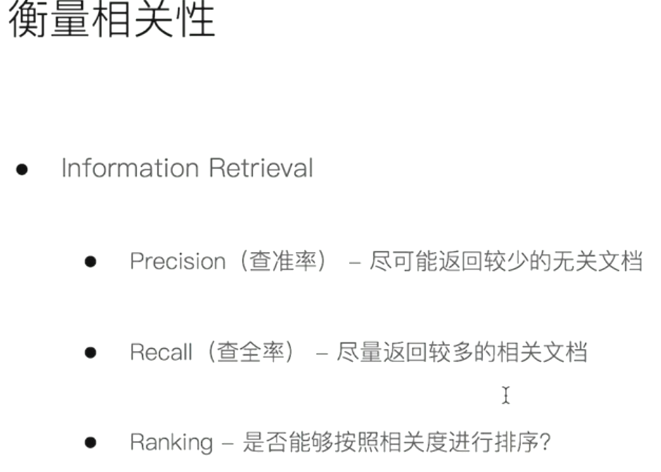 衡量相关性
Information Retrieval
Precision（查准率） – 尽可能返回较少的无关文档
Recall（查全率） – 尽量返回较多的相关文档
Ranking – 是否能够按照相关度进行排序？